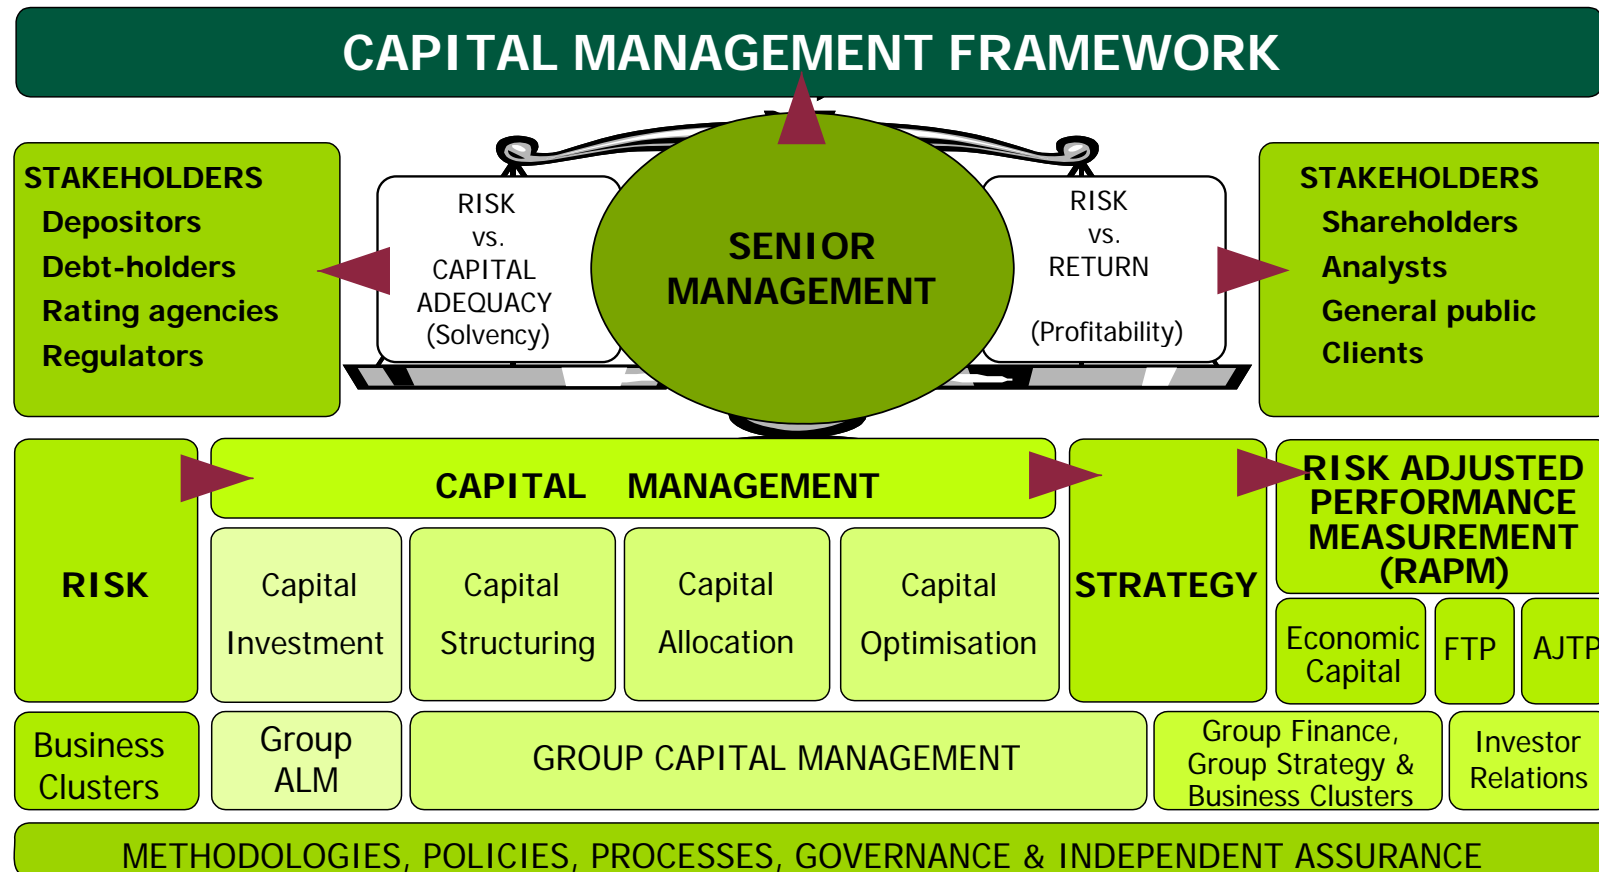 CAPITAL MANAGEMENT FRAMEWORK
STAKEHOLDERS
Depositors
Debt-holders
Rating agencies
Regulators
RISK
vs.
CAPITAL
ADEQUACY
(Solvency)
SENIOR
MANAGEMENT
RISK
vs.
RETURN
(Profitability)
STAKEHOLDERS
Shareholders
Analysts
General public
Clients
RISK
CAPITAL MANAGEMENT
Capital
Investment
Capital
Structuring
Capital
Allocation
Capital
Optimisation
STRATEGY
RISK ADJUSTED
PERFORMANCE
MEASUREMENT
(RAPM)
Economic
Capital
FTP
AJTP
Business
Clusters
Group
ALM
GROUP CAPITAL MANAGEMENT
Group Finance,
Group Strategy &
Business Clusters
Investor
Relations
METHODOLOGIES, POLICIES, PROCESSES, GOVERNANCE & INDEPENDENT ASSURANCE